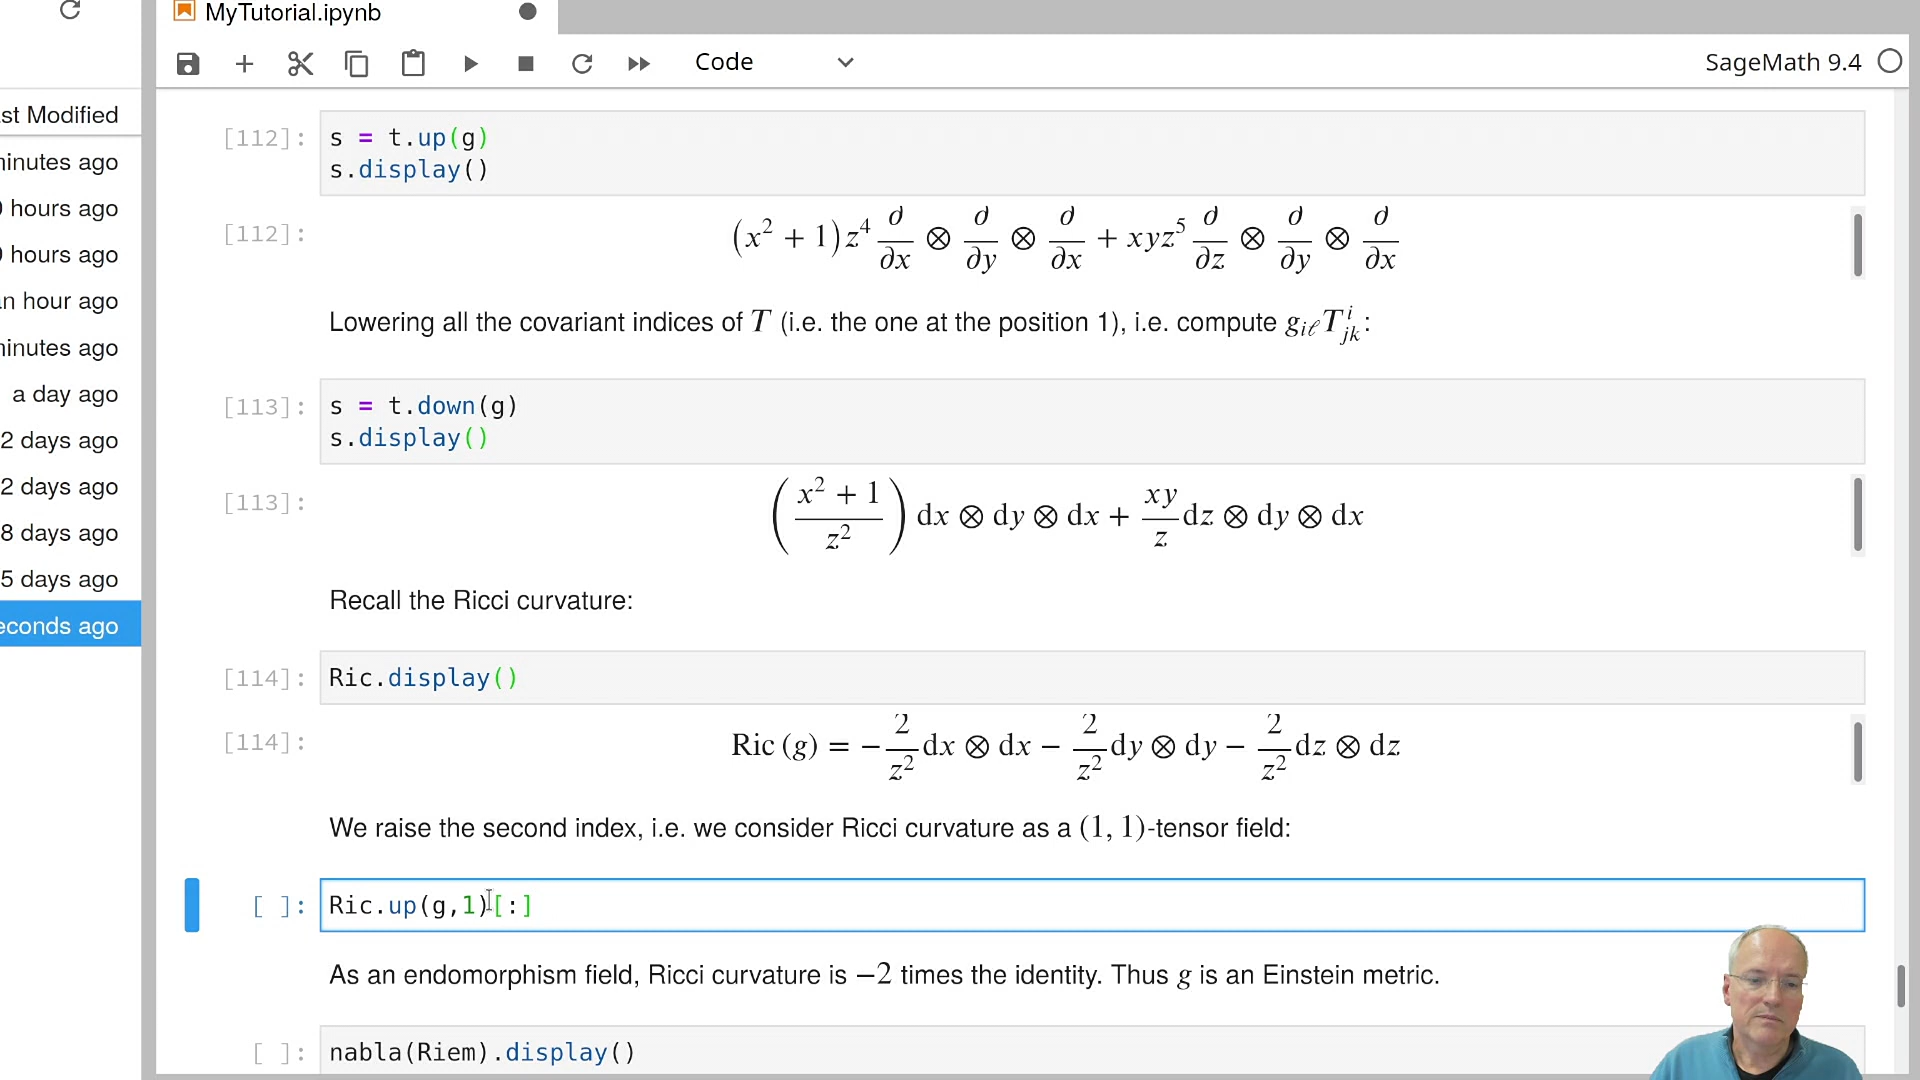 MyTutorial.ipynb
Code
SageMath 9.4
st Modified
inutes ago
hours ago
hours ago
n hour ago
inutes ago
a day ago
2 days ago
2 days ago
8 days ago
5 days ago
econds ago
[112]: s = t.up(g)
s.display()
[112]: (x² + 1)z⁴ ∂/∂x ⊗ ∂/∂y ⊗ ∂/∂x + xyz⁵ ∂/∂z ⊗ ∂/∂y ⊗ ∂/∂x
Lowering all the covariant indices of T (i.e. the one at the position 1), i.e. compute g_{iℓ}T^i_{jk}:
[113]: s = t.down(g)
s.display()
[113]: ((x² + 1)/z²) dx ⊗ dy ⊗ dx + xy/z dz ⊗ dy ⊗ dx
Recall the Ricci curvature:
[114]: Ric.display()
[114]: Ric (g) = −2/z² dx ⊗ dx − 2/z² dy ⊗ dy − 2/z² dz ⊗ dz
We raise the second index, i.e. we consider Ricci curvature as a (1, 1)-tensor field:
[ ]: Ric.up(g,1)[:]
As an endomorphism field, Ricci curvature is −2 times the identity. Thus g is an Einstein metric.
[ ]: nabla(Riem).display()